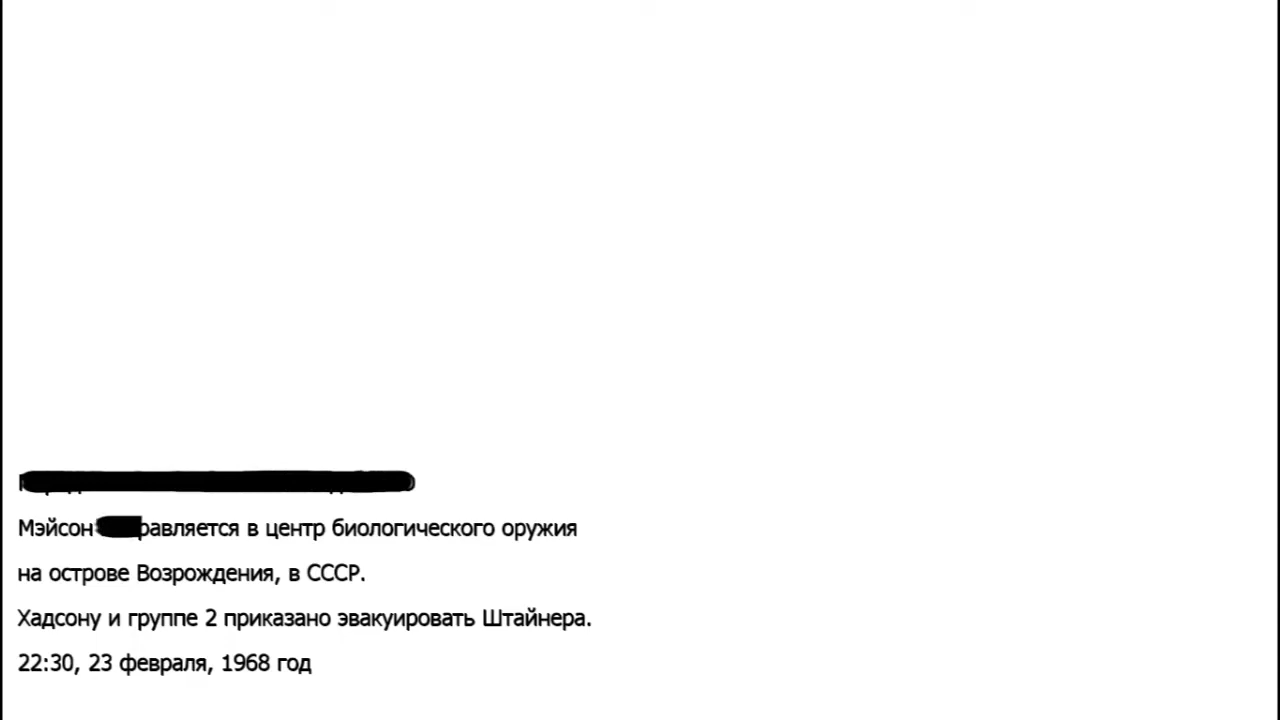 Мэйсон равляется в центр биологического оружия
на острове Возрождения, в СССР.
Хадсону и группе 2 приказано эвакуировать Штайнера.
22:30, 23 февраля, 1968 год